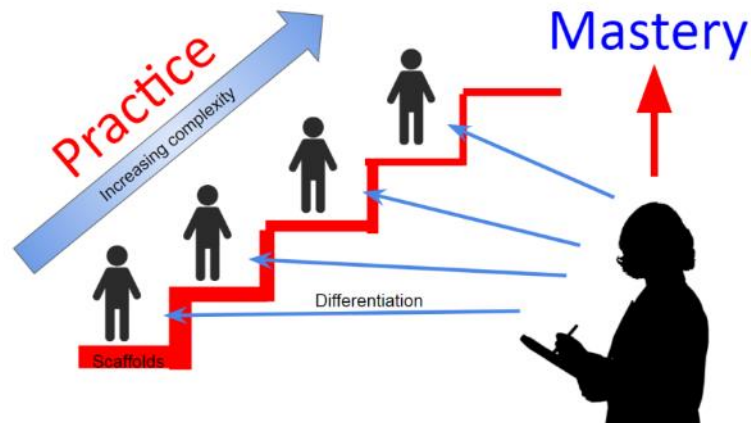 Mastery
Practice
Increasing complexity
Differentiation
Scaffolds